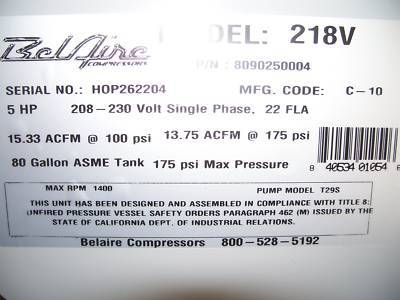 BelAire
COMPRESSORS
DEL: 218V
P/N : 8090250004
SERIAL NO.: HOP262204 MFG. CODE: C-10
5 HP 208-230 Volt Single Phase, 22 FLA
15.33 ACFM @ 100 psi 13.75 ACFM @ 175 psi
80 Gallon ASME Tank 175 psi Max Pressure
8 40534 01054
MAX RPM 1400 PUMP MODEL T29S
THIS UNIT HAS BEEN DESIGNED AND ASSEMBLED IN COMPLIANCE WITH TITLE 8:
(INFIRED PRESSURE VESSEL SAFETY ORDERS PARAGRAPH 462 (M) ISSUED BY THE
STATE OF CALIFORNIA DEPT. OF INDUSTRIAL RELATIONS.
Belaire Compressors 800-528-5192